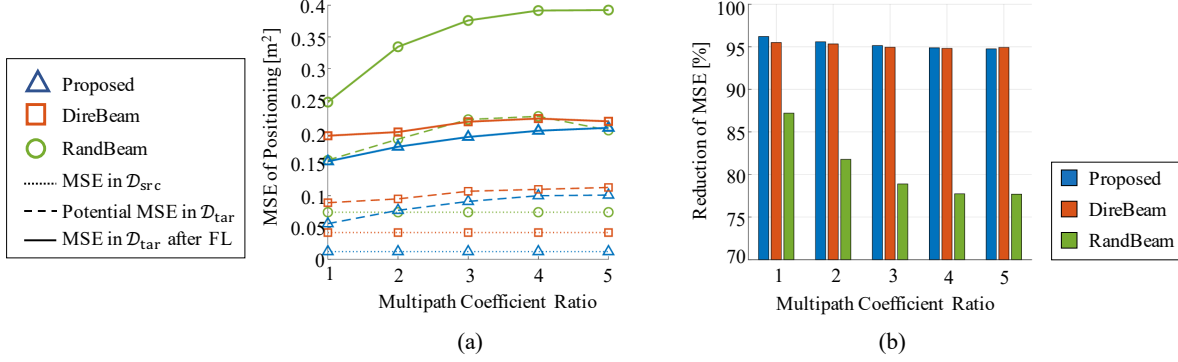 Proposed
DireBeam
RandBeam
MSE in 𝒟src
Potential MSE in 𝒟tar
MSE in 𝒟tar after FL
MSE of Positioning [m²]
0.4
0.35
0.3
0.25
0.2
0.15
0.1
0.05
0
1 2 3 4 5
Multipath Coefficient Ratio
(a)
Reduction of MSE [%]
100
95
90
85
80
75
70
1 2 3 4 5
Multipath Coefficient Ratio
(b)
Proposed
DireBeam
RandBeam